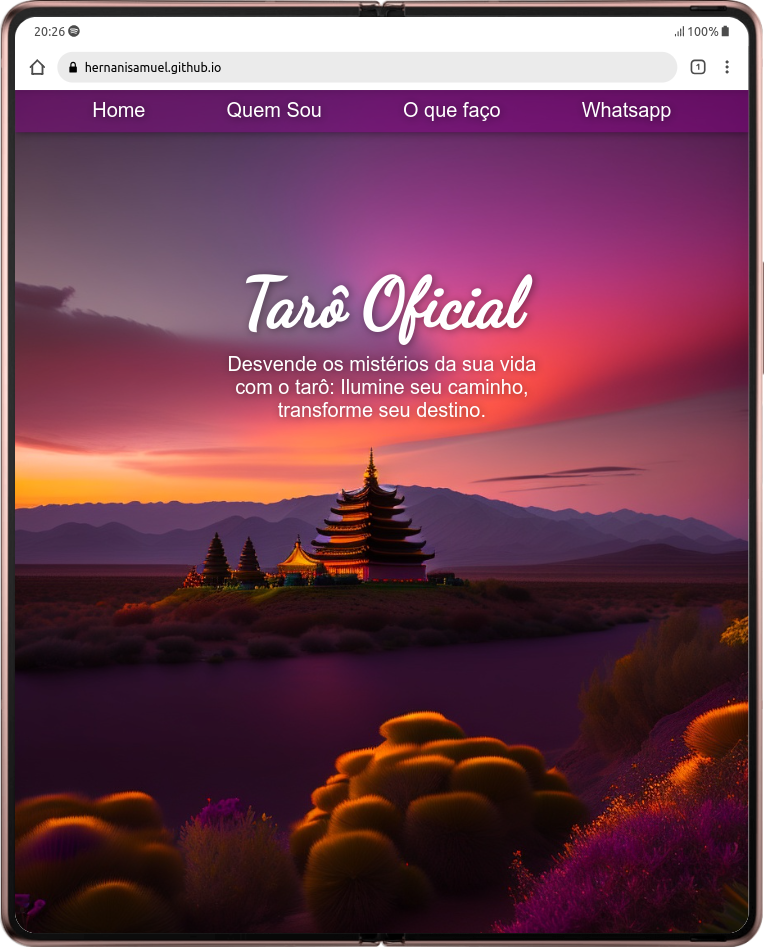 20:26
100%
hernanisamuel.github.io
1
Home Quem Sou O que faço Whatsapp
Tarô Oficial
Desvende os mistérios da sua vida
com o tarô: Ilumine seu caminho,
transforme seu destino.